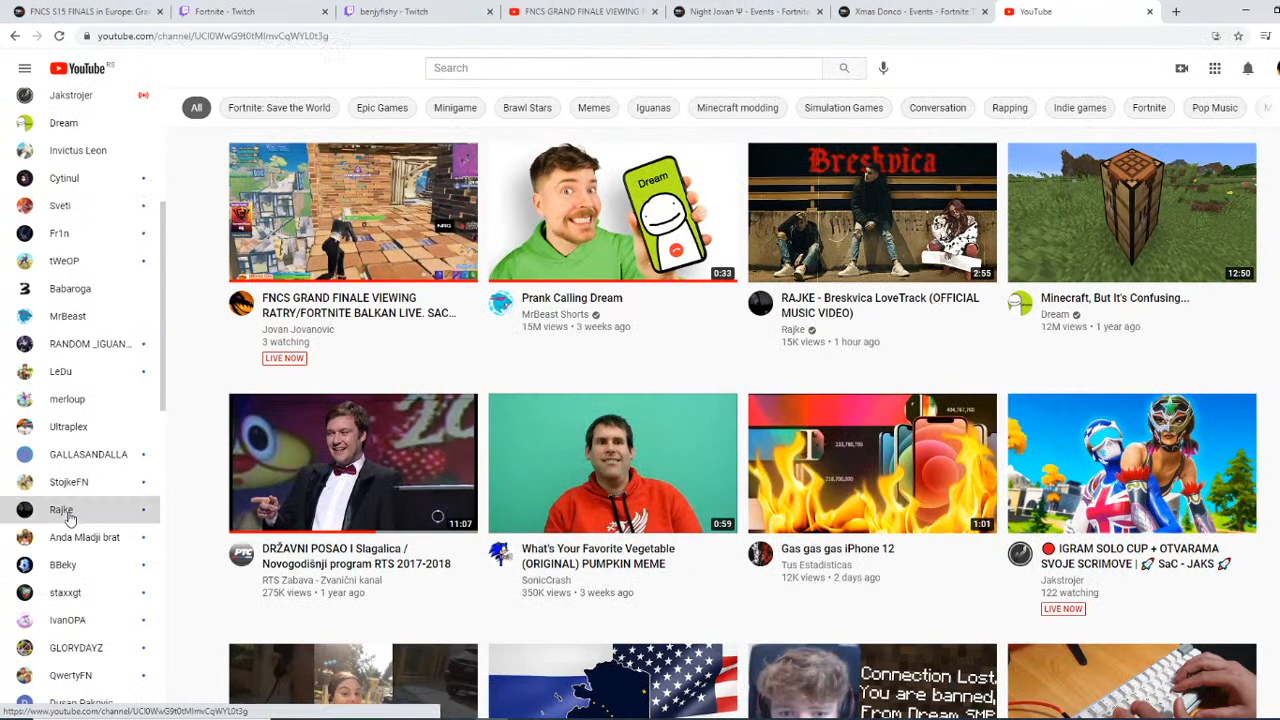 FNCS S15 FINALS in Europe: Gra
Fortnite - Twitch
benjyfishy - Twitch
FNCS GRAND FINALE VIEWING R
Night Jovan Ψ - Events - Fortnite
Xmas Donco - Events - Fortnite T
YouTube
youtube.com/channel/UCl0WwG9t0tMImvCqWYL0t3g
YouTube RS
Search
Jakstrojer
Dream
Invictus Leon
Cytinul
Sveti
Fr1n
tWeOP
Babaroga
MrBeast
RANDOM _IGUAN...
LeDu
merloup
Ultraplex
GALLASANDALLA
StojkeFN
Rajke
Anda Mladji brat
BBeky
staxxgt
IvanOPA
GLORYDAYZ
QwertyFN
Dusan Rakovic
All
Fortnite: Save the World
Epic Games
Minigame
Brawl Stars
Memes
Iguanas
Minecraft modding
Simulation Games
Conversation
Rapping
Indie games
Fortnite
Pop Music
M
NRG
Dream
0:33
Breskvica
2:55
12:50
FNCS GRAND FINALE VIEWING
RATRY/FORTNITE BALKAN LIVE. SAC...
Jovan Jovanovic
3 watching
LIVE NOW
Prank Calling Dream
MrBeast Shorts
15M views • 3 weeks ago
RAJKE - Breskvica LoveTrack (OFFICIAL
MUSIC VIDEO)
Rajke
15K views • 1 hour ago
Minecraft, But It's Confusing...
Dream
12M views • 1 year ago
11:07
0:59
1:01
DRŽAVNI POSAO I Slagalica /
Novogodišnji program RTS 2017-2018
RTS Zabava - Zvanični kanal
275K views • 1 year ago
What's Your Favorite Vegetable
(ORIGINAL) PUMPKIN MEME
SonicCrash
350K views • 3 weeks ago
Gas gas gas iPhone 12
Tus Estadisticas
12K views • 2 days ago
🔴 IGRAM SOLO CUP + OTVARAMA
SVOJE SCRIMOVE | 🚀 SaC - JAKS 🚀
Jakstrojer
122 watching
LIVE NOW
Connection Lost
You are banned,
From Dream SMP
https://www.youtube.com/channel/UCl0WwG9t0tMImvCqWYL0t3g